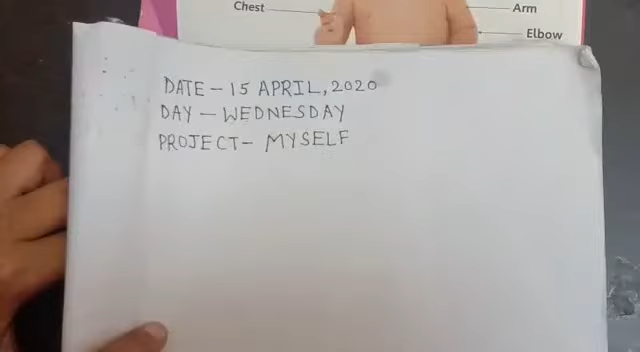 Chest
Arm
Elbow
DATE - 15 APRIL, 2020
DAY - WEDNESDAY
PROJECT - MYSELF